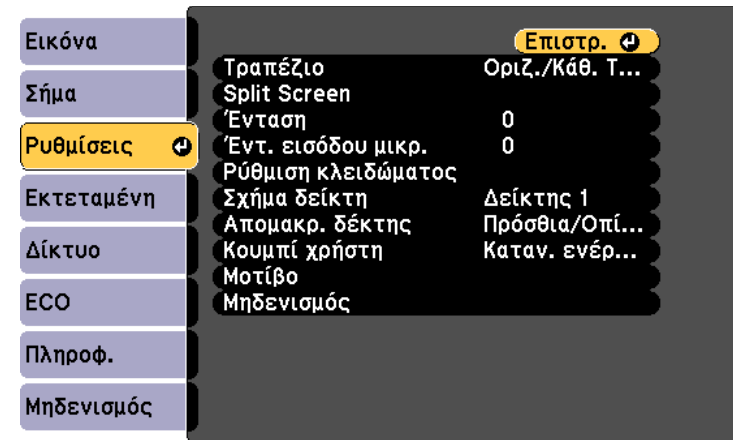 Εικόνα
Σήμα
Ρυθμίσεις
Εκτεταμένη
Δίκτυο
ECO
Πληροφ.
Μηδενισμός
Επιστρ.
Τραπέζιο Οριζ./Κάθ. Τ...
Split Screen
Ένταση 0
Έντ. εισόδου μικρ. 0
Ρύθμιση κλειδώματος
Σχήμα δείκτη Δείκτης 1
Απομακρ. δέκτης Πρόσθια/Οπί...
Κουμπί χρήστη Καταν. ενέρ...
Μοτίβο
Μηδενισμός